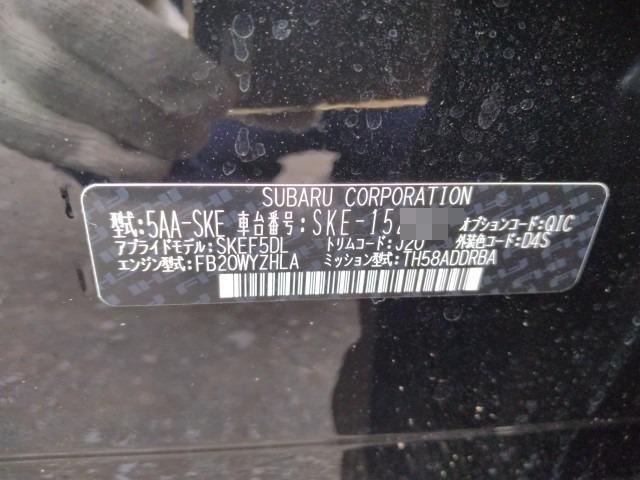 SUBARU CORPORATION
型式:5AA-SKE 車台番号:SKE-15 オプションコード:QIC
アプライドモデル:SKEF5DL トリムコード:J20 外装色コード:D4S
エンジン型式:FB20WYZHLA ミッション型式:TH58ADDRBA